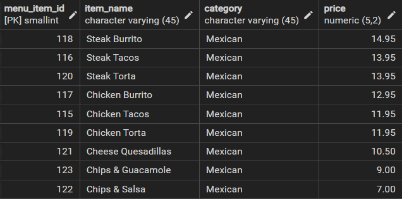 menu_item_id item_name category price
[PK] smallint character varying (45) character varying (45) numeric (5,2)
118 Steak Burrito Mexican 14.95
116 Steak Tacos Mexican 13.95
120 Steak Torta Mexican 13.95
117 Chicken Burrito Mexican 12.95
115 Chicken Tacos Mexican 11.95
119 Chicken Torta Mexican 11.95
121 Cheese Quesadillas Mexican 10.50
123 Chips & Guacamole Mexican 9.00
122 Chips & Salsa Mexican 7.00